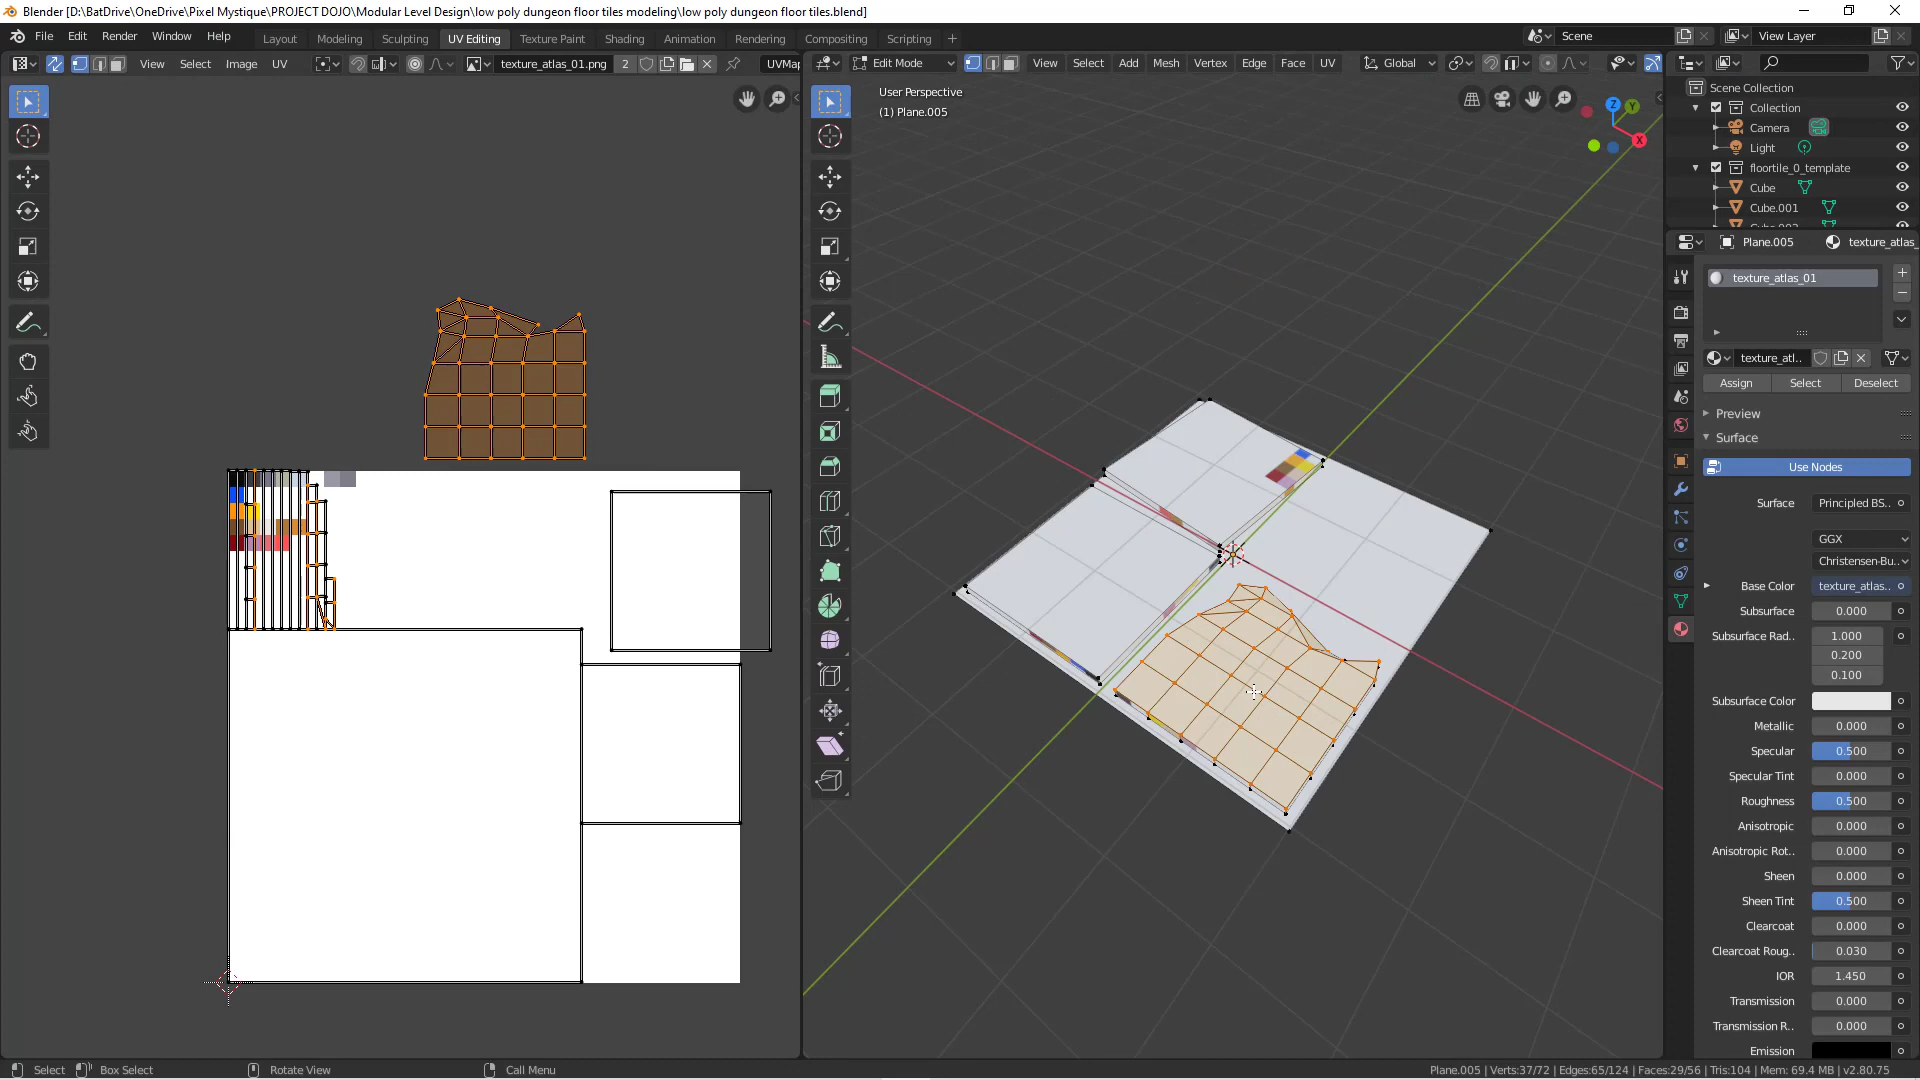 Blender [D:\BatDrive\OneDrive\Pixel Mystique\PROJECT DOJO\Modular Level Design\low poly dungeon floor tiles modeling\low poly dungeon floor tiles.blend]
File Edit Render Window Help Layout Modeling Sculpting UV Editing Texture Paint Shading Animation Rendering Compositing Scripting + Scene View Layer
View Select Image UV texture_atlas_01.png 2 UVMap Edit Mode View Select Add Mesh Vertex Edge Face UV Global
User Perspective
(1) Plane.005
Z Y X
Scene Collection
Collection
Camera
Light
floortile_0_template
Cube
Cube.001
Plane.005 texture_atlas_
texture_atlas_01
texture_atl..
Assign Select Deselect
Preview
Surface
Use Nodes
Surface Principled BS..
GGX
Christensen-Bu..
Base Color texture_atlas..
Subsurface 0.000
Subsurface Rad.. 1.000
0.200
0.100
Subsurface Color
Metallic 0.000
Specular 0.500
Specular Tint 0.000
Roughness 0.500
Anisotropic 0.000
Anisotropic Rot.. 0.000
Sheen 0.000
Sheen Tint 0.500
Clearcoat 0.000
Clearcoat Roug.. 0.030
IOR 1.450
Transmission 0.000
Transmission R.. 0.000
Emission
Select Box Select Rotate View Call Menu Plane.005 | Verts:37/72 | Edges:65/124 | Faces:29/56 | Tris:104 | Mem: 69.4 MB | v2.80.75